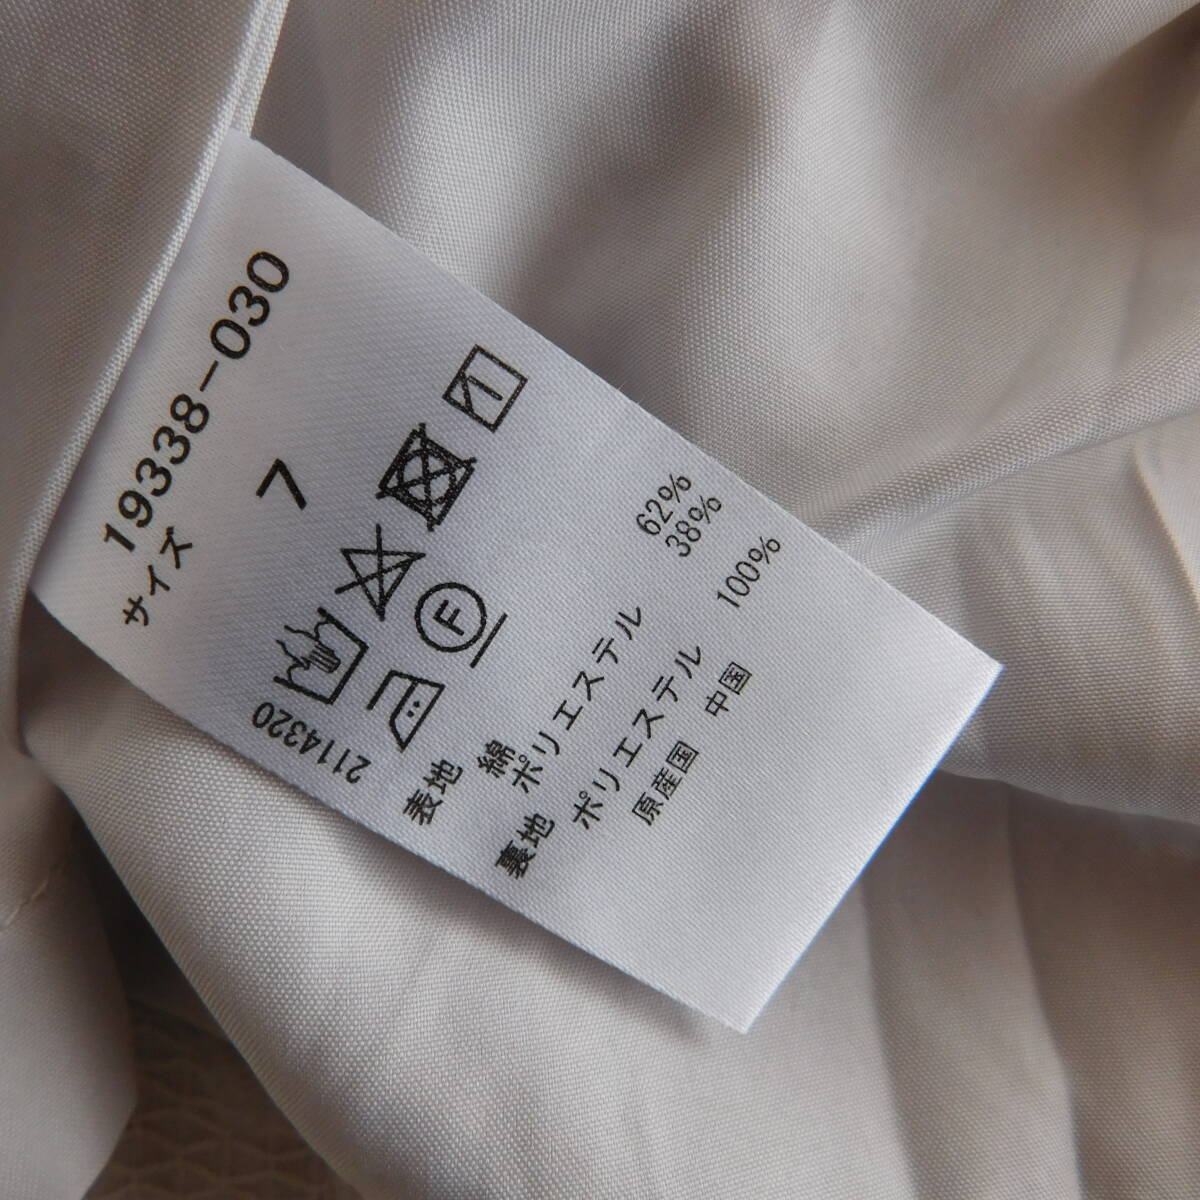 19338-030
サイズ 7
F
2114320
表地 綿 62%
ポリエステル 38%
裏地 ポリエステル 100%
原産国 中国